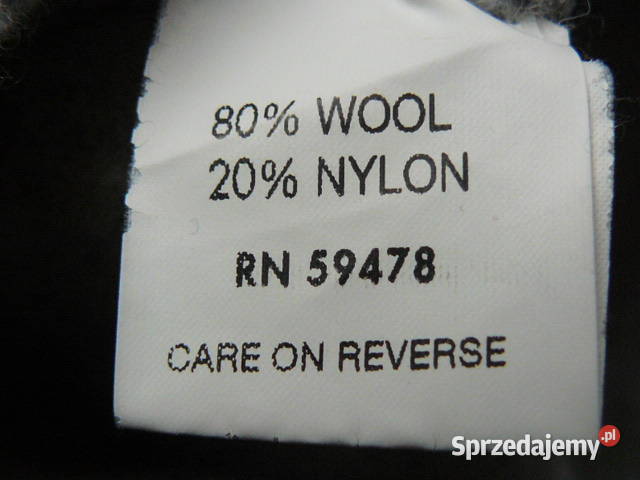 80% WOOL
20% NYLON
RN 59478
CARE ON REVERSE
Sprzedajemy.pl